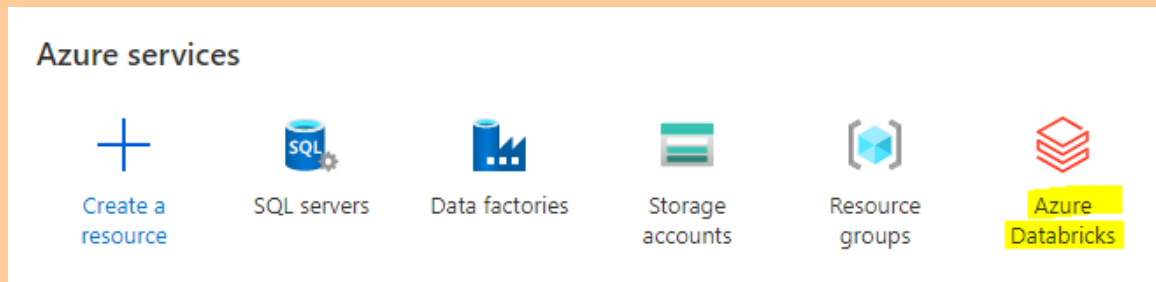 Azure services
SQL
Create a
resource
SQL servers
Data factories
Storage
accounts
Resource
groups
Azure
Databricks